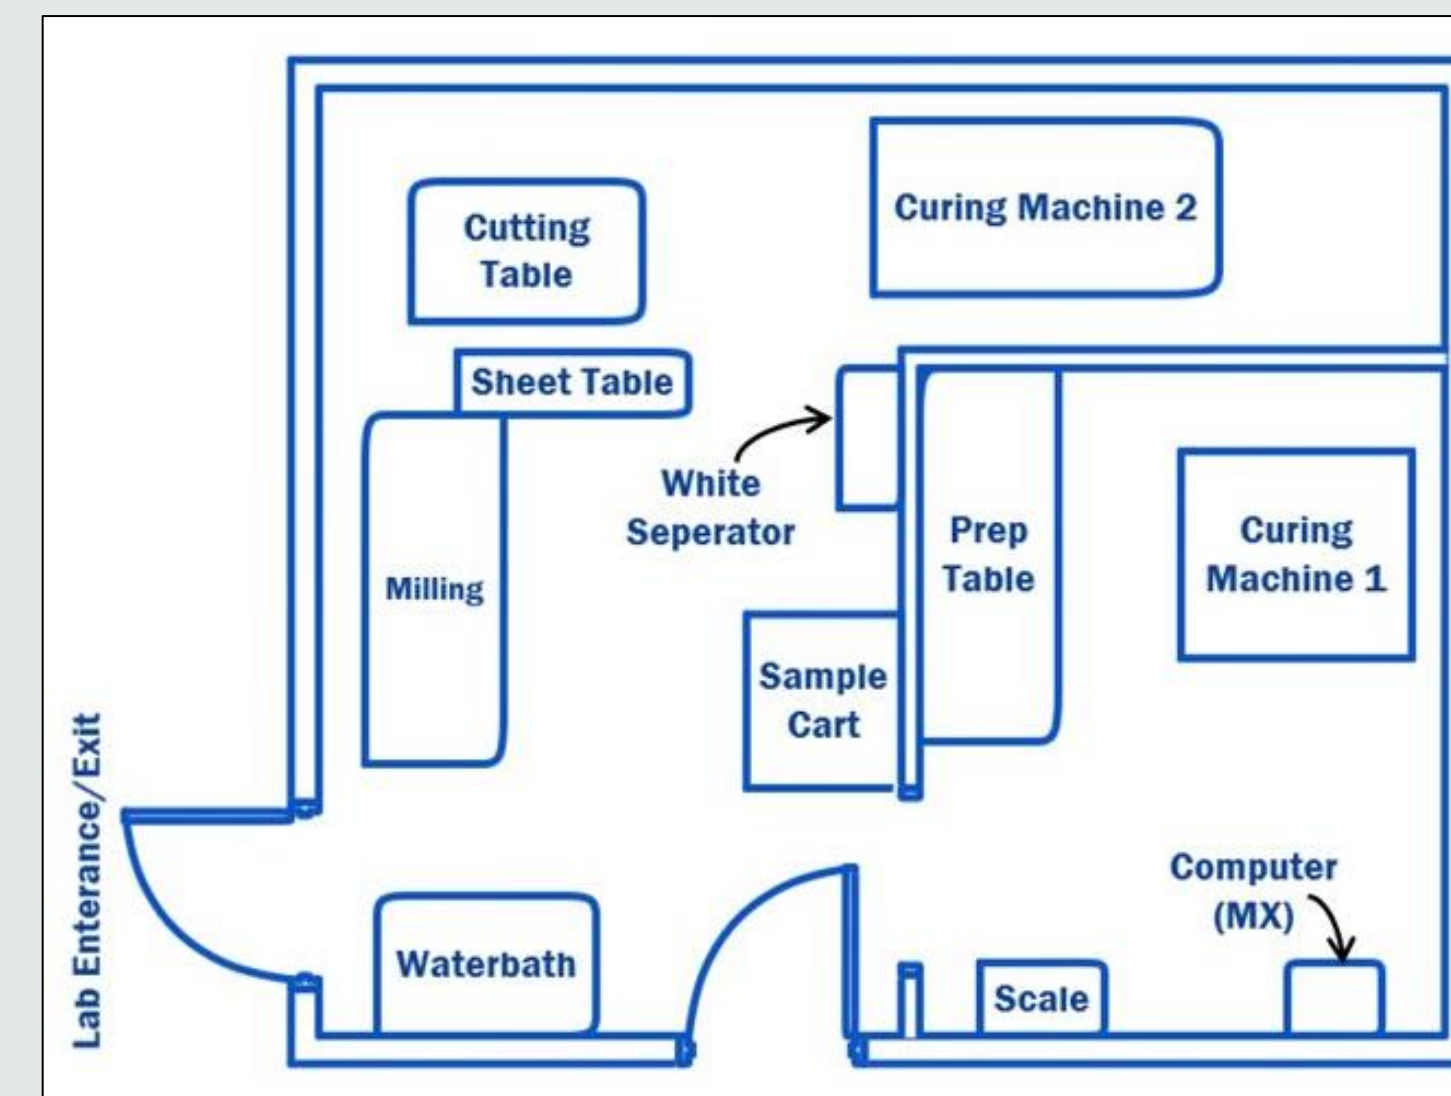 Curing Machine 2
Cutting
Table
Sheet Table
White
Seperator
Prep
Table
Curing
Machine 1
Milling
Sample
Cart
Lab Enterance/Exit
Computer
(MX)
Waterbath
Scale